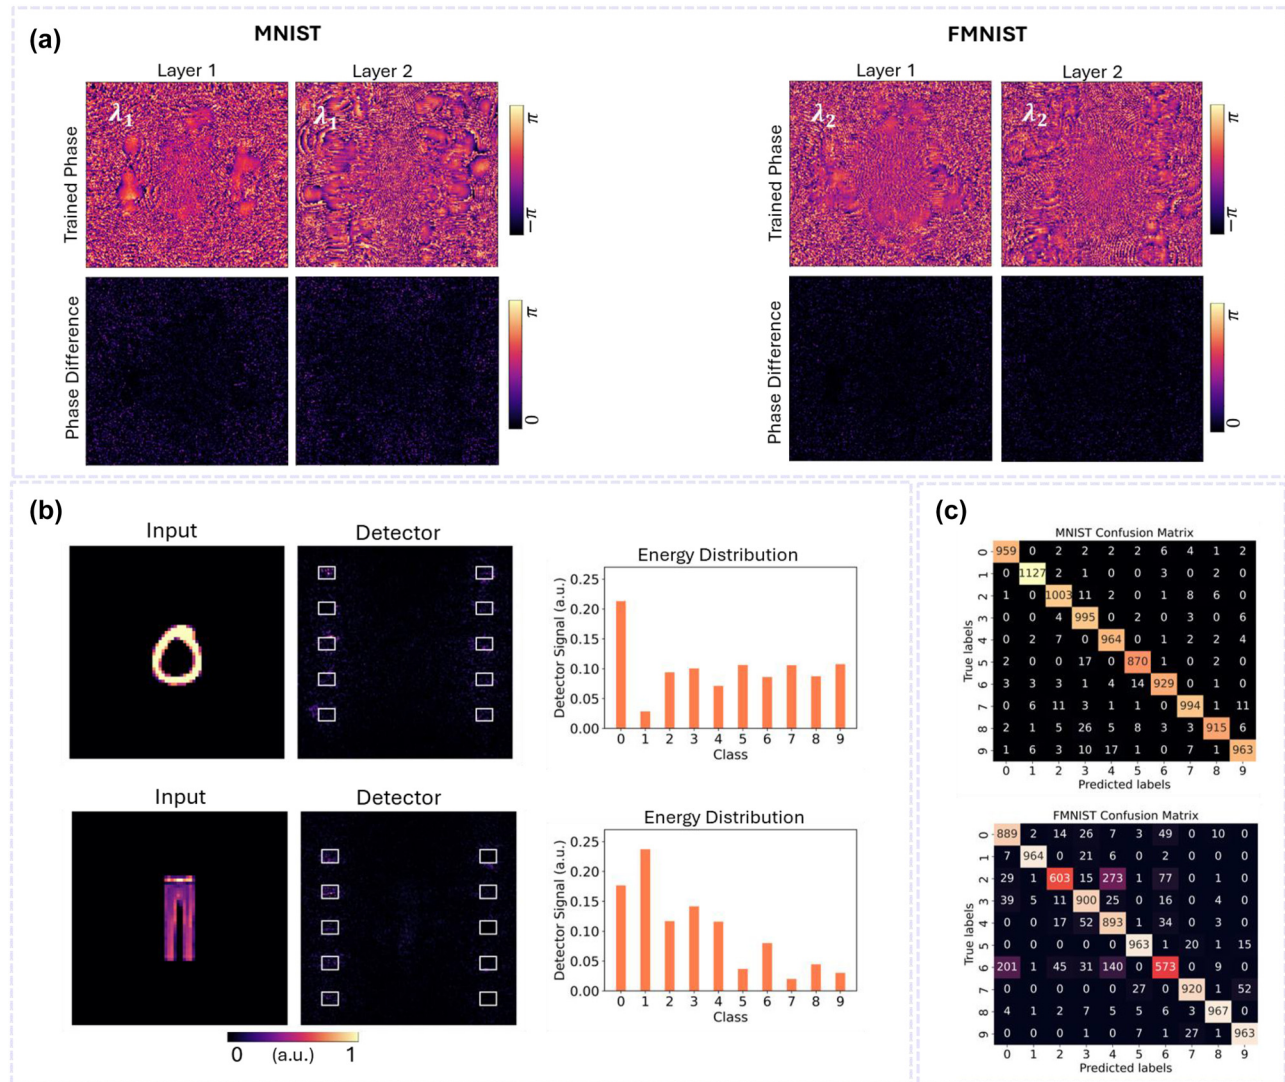 (a)
MNIST
FMNIST
Layer 1
Layer 2
Layer 1
Layer 2
Trained Phase
λ1
λ1
π
−π
Trained Phase
λ2
λ2
π
−π
Phase Difference
π
0
Phase Difference
π
0
(b)
Input
Detector
Energy Distribution
Detector Signal (a.u.)
0.25
0.20
0.15
0.10
0.05
0.00
0 1 2 3 4 5 6 7 8 9
Class
Input
Detector
Energy Distribution
Detector Signal (a.u.)
0.25
0.20
0.15
0.10
0.05
0.00
0 1 2 3 4 5 6 7 8 9
Class
0 (a.u.) 1
(c)
MNIST Confusion Matrix
True labels
0 959 0 2 2 2 2 6 4 1 2
1 0 1127 2 1 0 0 3 0 2 0
2 1 0 1003 11 2 0 1 8 6 0
3 0 0 4 995 0 2 0 3 0 6
4 0 2 7 0 964 0 1 2 2 4
5 2 0 0 17 0 870 1 0 2 0
6 3 3 3 1 4 14 929 0 1 0
7 0 6 11 3 1 1 0 994 1 11
8 2 1 5 26 5 8 3 3 915 6
9 1 6 3 10 17 1 0 7 1 963
0 1 2 3 4 5 6 7 8 9
Predicted labels
FMNIST Confusion Matrix
True labels
0 889 2 14 26 7 3 49 0 10 0
1 7 964 0 21 6 0 2 0 0 0
2 29 1 603 15 273 1 77 0 1 0
3 39 5 11 900 25 0 16 0 4 0
4 0 0 17 52 893 1 34 0 3 0
5 0 0 0 0 0 963 1 20 1 15
6 201 1 45 31 140 0 573 0 9 0
7 0 0 0 0 0 27 0 920 1 52
8 4 1 2 7 5 5 6 3 967 0
9 0 0 0 1 0 7 1 27 1 963
0 1 2 3 4 5 6 7 8 9
Predicted labels